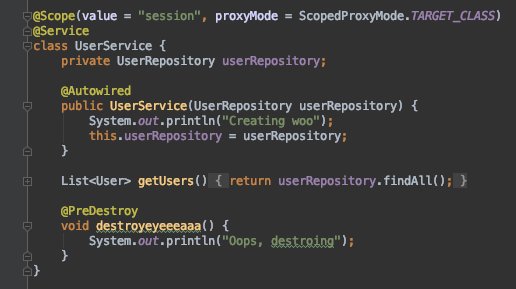 @Scope(value = "session", proxyMode = ScopedProxyMode.TARGET_CLASS)
@Service
class UserService {
    private UserRepository userRepository;

    @Autowired
    public UserService(UserRepository userRepository) {
        System.out.println("Creating woo");
        this.userRepository = userRepository;
    }

    List<User> getUsers() { return userRepository.findAll(); }

    @PreDestroy
    void destroyeyeeeaaa() {
        System.out.println("Oops, destroing");
    }
}